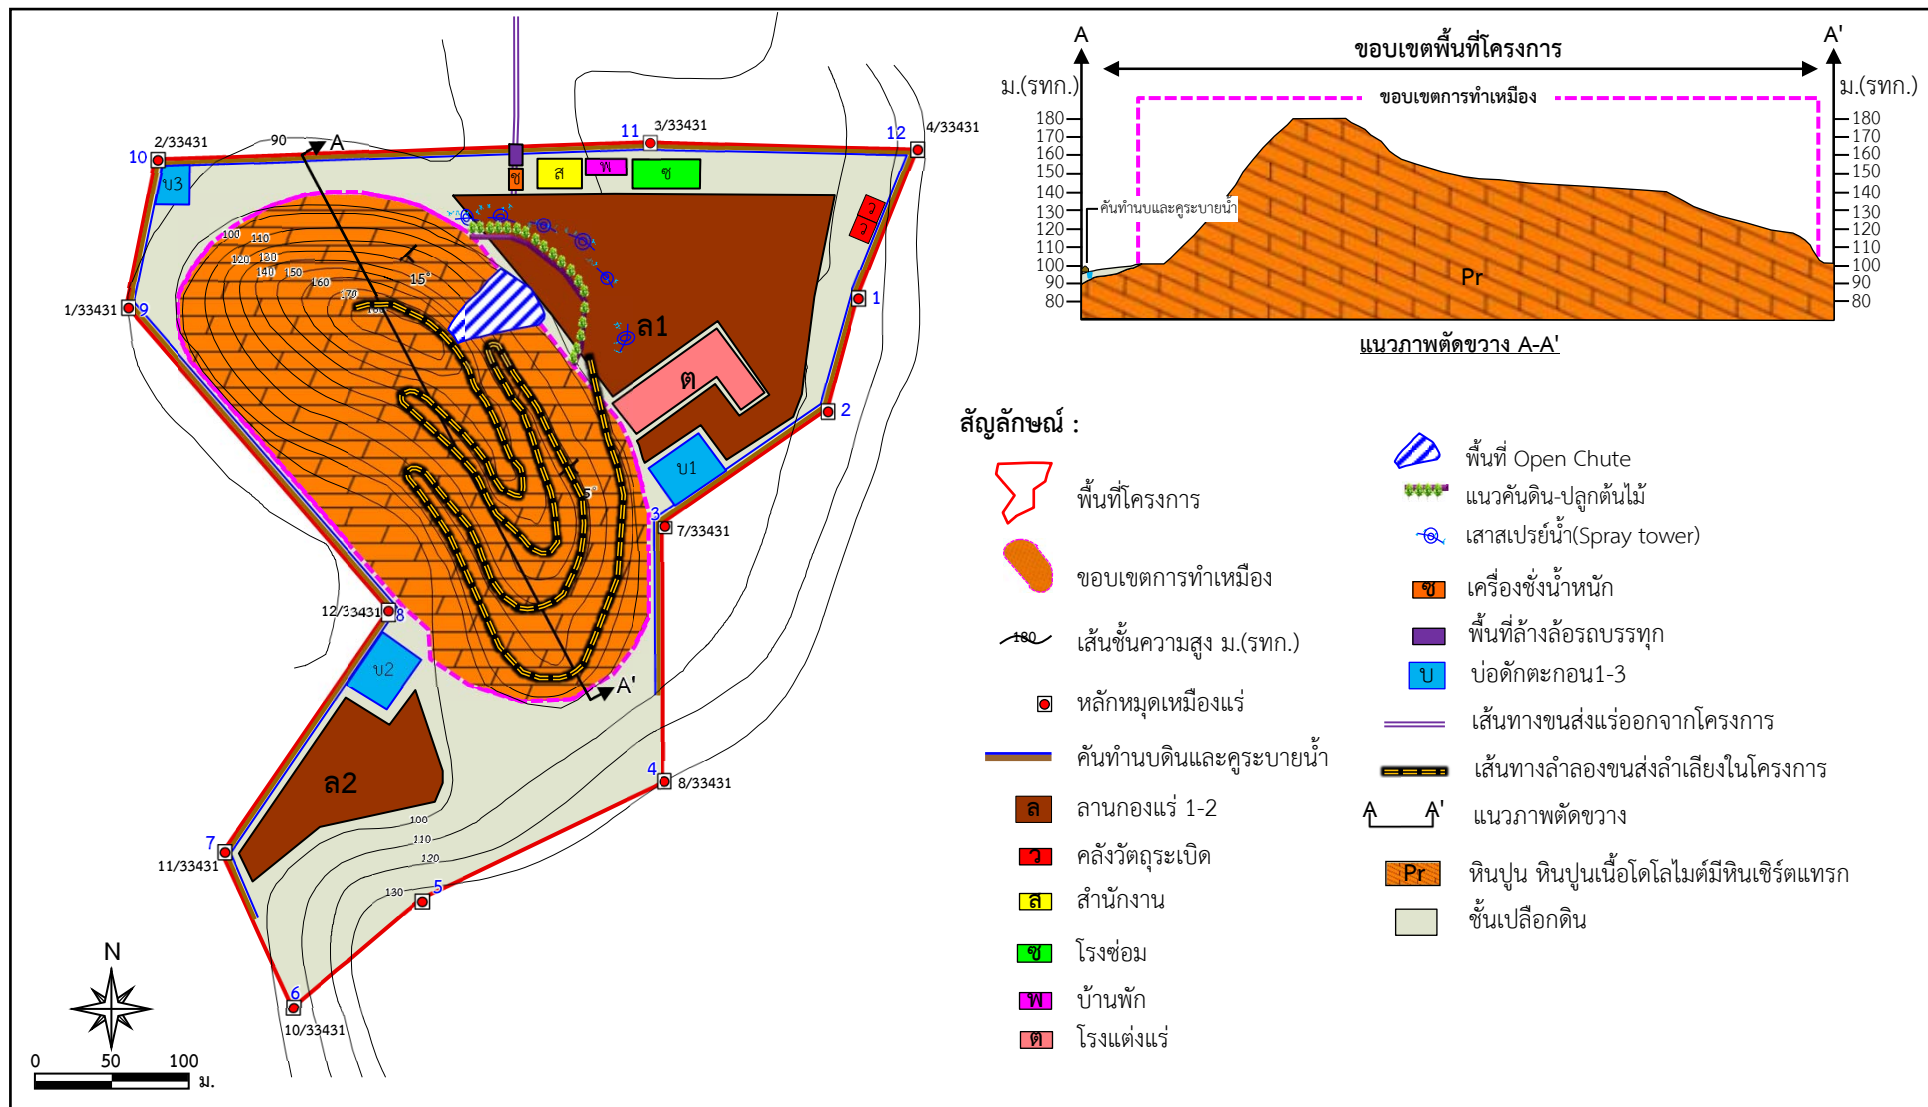 A
A'
ขอบเขตพื้นที่โครงการ
ม.(รทก.)
ม.(รทก.)
ขอบเขตการทำเหมือง
180
170
160
150
140
130
120
110
100
90
80
180
170
160
150
140
130
120
110
100
90
80
คันทำนบและคูระบายน้ำ
Pr
แนวภาพตัดขวาง A-A'
2/33431
10
90
A
11
3/33431
12
4/33431
บ3
ช
ส
พ
ซ
ว
ว
100
110
120
130
140
150
160
170
180
15°
1/33431
9
1
ล1
ต
2
บ1
5°
3
7/33431
12/33431
8
บ2
A'
ล2
4
8/33431
7
11/33431
100
110
120
130
5
6
10/33431
N
0 50 100
ม.
สัญลักษณ์ :
พื้นที่โครงการ
ขอบเขตการทำเหมือง
180 เส้นชั้นความสูง ม.(รทก.)
หลักหมุดเหมืองแร่
คันทำนบดินและคูระบายน้ำ
ล ลานกองแร่ 1-2
ว คลังวัตถุระเบิด
ส สำนักงาน
ซ โรงซ่อม
พ บ้านพัก
ต โรงแต่งแร่
พื้นที่ Open Chute
แนวคันดิน-ปลูกต้นไม้
เสาสเปรย์น้ำ(Spray tower)
ช เครื่องชั่งน้ำหนัก
พื้นที่ล้างล้อรถบรรทุก
บ บ่อดักตะกอน1-3
เส้นทางขนส่งแร่ออกจากโครงการ
เส้นทางลำลองขนส่งลำเลียงในโครงการ
A A' แนวภาพตัดขวาง
Pr หินปูน หินปูนเนื้อโดโลไมต์มีหินเชิร์ตแทรก
ชั้นเปลือกดิน